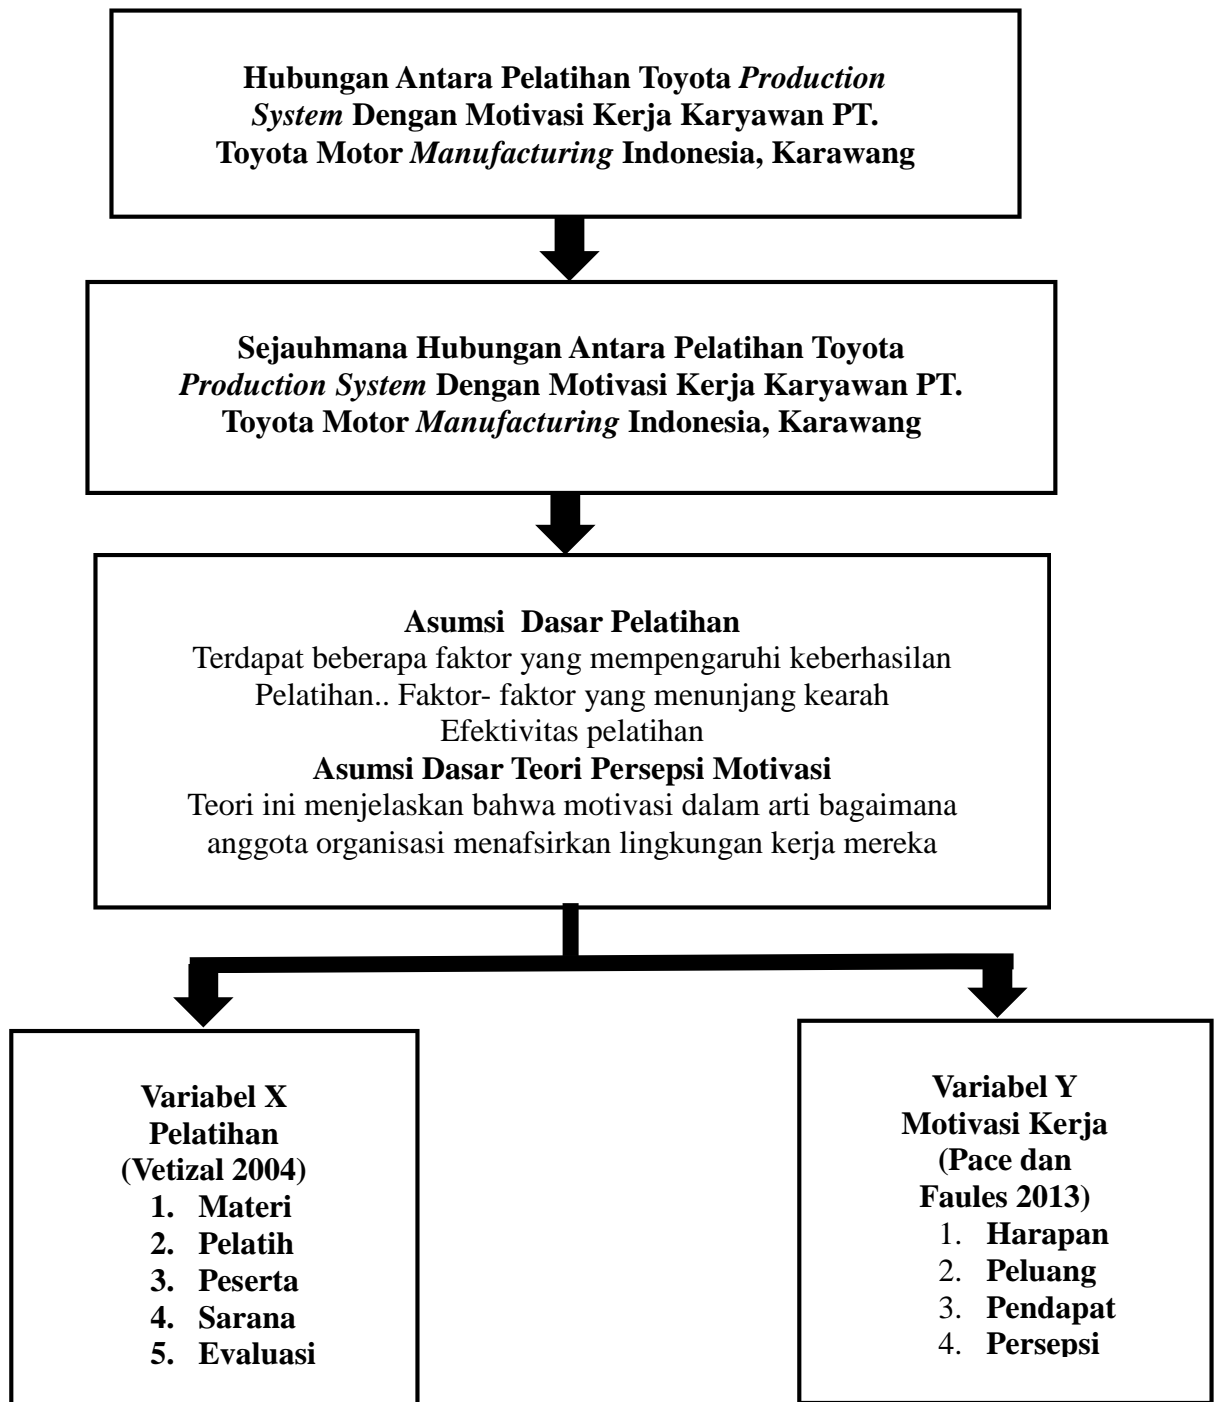 Hubungan Antara Pelatihan Toyota Production
System Dengan Motivasi Kerja Karyawan PT.
Toyota Motor Manufacturing Indonesia, Karawang
Sejauhmana Hubungan Antara Pelatihan Toyota
Production System Dengan Motivasi Kerja Karyawan PT.
Toyota Motor Manufacturing Indonesia, Karawang
Asumsi  Dasar Pelatihan
Terdapat beberapa faktor yang mempengaruhi keberhasilan
Pelatihan.. Faktor- faktor yang menunjang kearah
Efektivitas pelatihan
Asumsi Dasar Teori Persepsi Motivasi
Teori ini menjelaskan bahwa motivasi dalam arti bagaimana
anggota organisasi menafsirkan lingkungan kerja mereka
Variabel X
Pelatihan
(Vetizal 2004)
1. Materi
2. Pelatih
3. Peserta
4. Sarana
5. Evaluasi
Variabel Y
Motivasi Kerja
(Pace dan
Faules 2013)
1. Harapan
2. Peluang
3. Pendapat
4. Persepsi